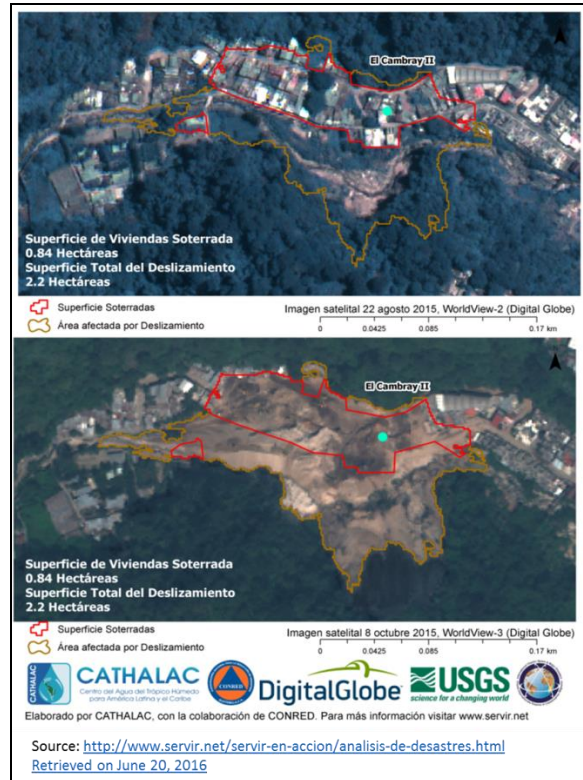 El Cambray II
Superficie de Viviendas Soterrada
0.84 Hectáreas
Superficie Total del Deslizamiento
2.2 Hectáreas
Superficie Soterradas
Área afectada por Deslizamiento
Imagen satelital 22 agosto 2015, WorldView-2 (Digital Globe)
0 0.0425 0.085 0.17 km
El Cambray II
Superficie de Viviendas Soterrada
0.84 Hectáreas
Superficie Total del Deslizamiento
2.2 Hectáreas
Superficie Soterradas
Área afectada por Deslizamiento
Imagen satelital 8 octubre 2015, WorldView-3 (Digital Globe)
0 0.0425 0.085 0.17 km
CATHALAC
CATHALAC
Centro del Agua del Trópico Húmedo
para América Latina y el Caribe
CONRED
DigitalGlobe
USGS
science for a changing world
Elaborado por CATHALAC, con la colaboración de CONRED. Para más información visitar www.servir.net
Source: http://www.servir.net/servir-en-accion/analisis-de-desastres.html
Retrieved on June 20, 2016